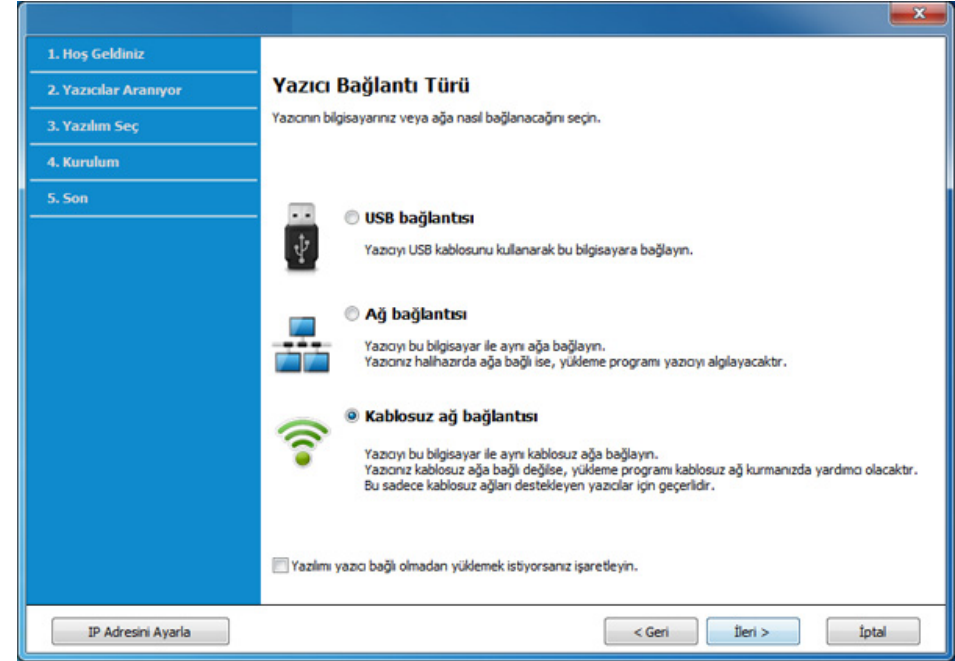 1. Hoş Geldiniz
2. Yazıcılar Aranıyor
3. Yazılım Seç
4. Kurulum
5. Son
Yazıcı Bağlantı Türü
Yazıcının bilgisayarınız veya ağa nasıl bağlanacağını seçin.
USB bağlantısı
Yazıcıyı USB kablosunu kullanarak bu bilgisayara bağlayın.
Ağ bağlantısı
Yazıcıyı bu bilgisayar ile aynı ağa bağlayın.
Yazıcınız halihazırda ağa bağlı ise, yükleme programı yazıcıyı algılayacaktır.
Kablosuz ağ bağlantısı
Yazıcıyı bu bilgisayar ile aynı kablosuz ağa bağlayın.
Yazıcınız kablosuz ağa bağlı değilse, yükleme programı kablosuz ağ kurmanızda yardımcı olacaktır.
Bu sadece kablosuz ağları destekleyen yazıcılar için geçerlidir.
Yazılımı yazıcı bağlı olmadan yüklemek istiyorsanız işaretleyin.
IP Adresini Ayarla
< Geri
İleri >
İptal